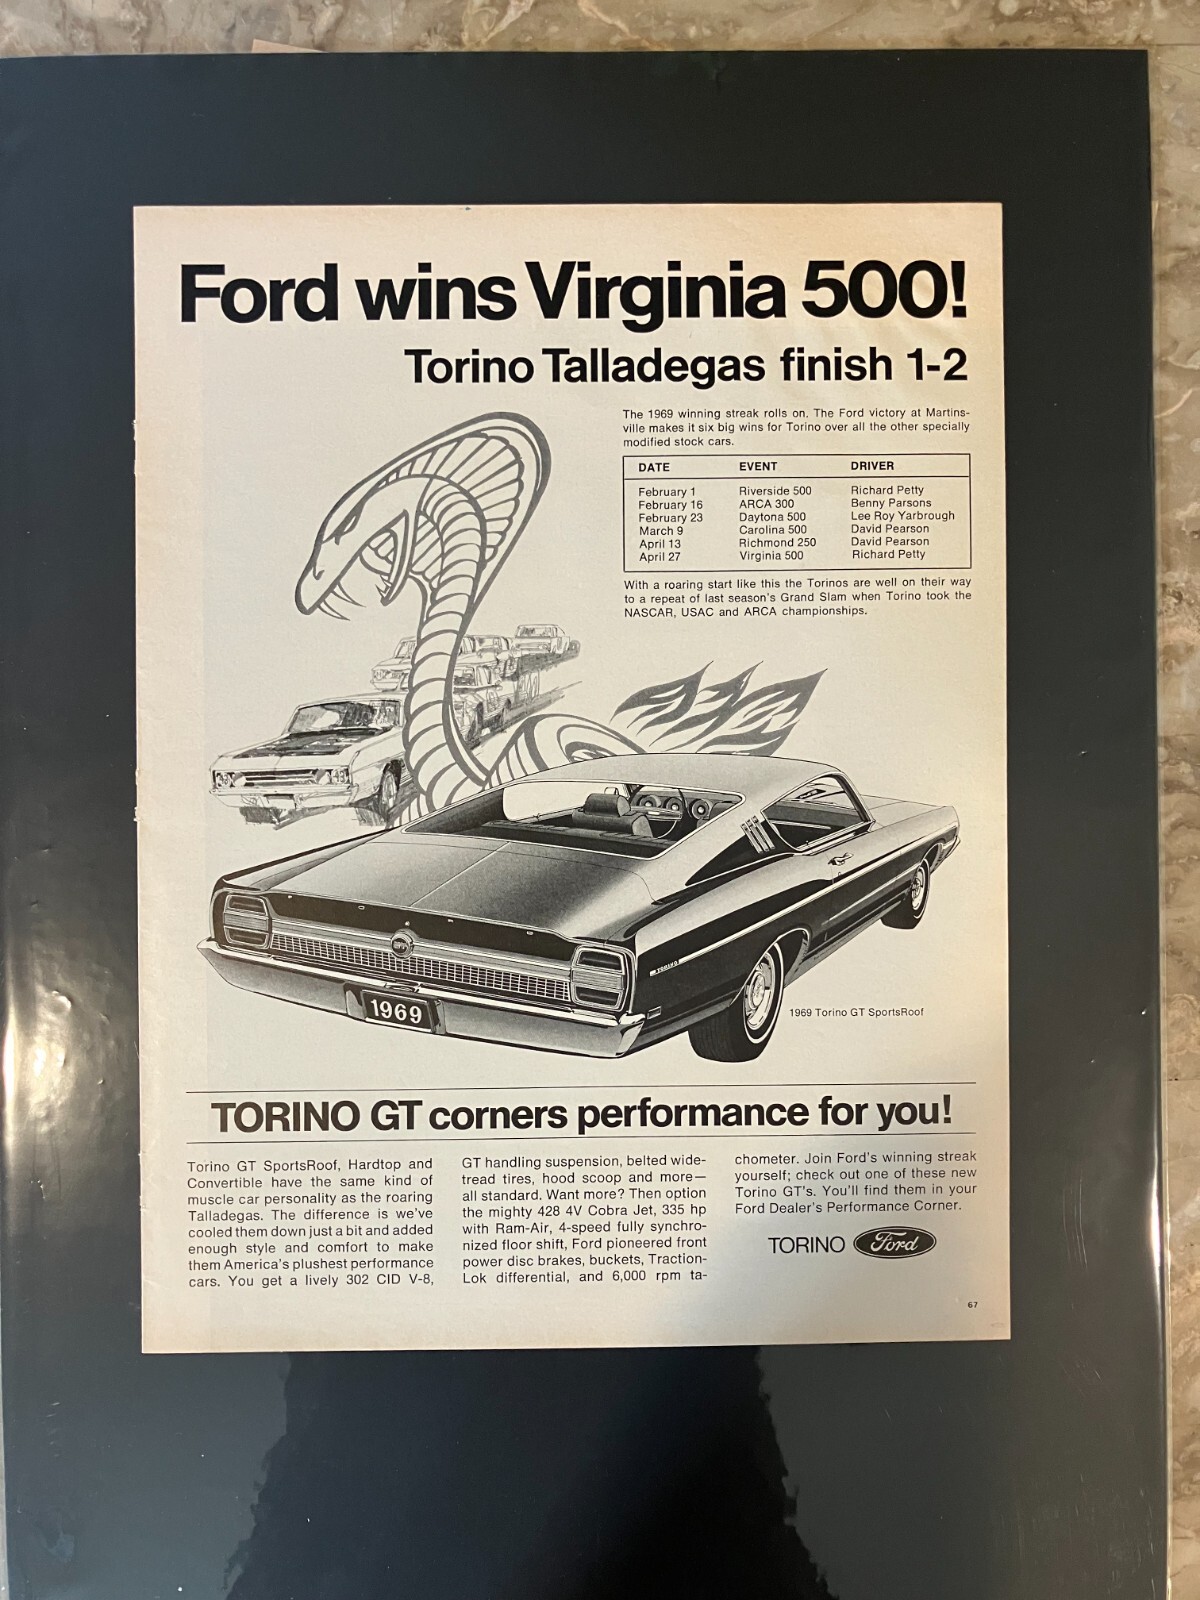 Ford wins Virginia 500!
Torino Talladegas finish 1-2
The 1969 winning streak rolls on. The Ford victory at Martins-
ville makes it six big wins for Torino over all the other specially
modified stock cars.
DATE EVENT DRIVER
February 1 Riverside 500 Richard Petty
February 16 ARCA 300 Benny Parsons
February 23 Daytona 500 Lee Roy Yarbrough
March 9 Carolina 500 David Pearson
April 13 Richmond 250 David Pearson
April 27 Virginia 500 Richard Petty
With a roaring start like this the Torinos are well on their way
to a repeat of last season's Grand Slam when Torino took the
NASCAR, USAC and ARCA championships.
TORINO
GT
1969
1969 Torino GT SportsRoof
TORINO GT corners performance for you!
Torino GT SportsRoof, Hardtop and
Convertible have the same kind of
muscle car personality as the roaring
Talladegas. The difference is we've
cooled them down just a bit and added
enough style and comfort to make
them America's plushest performance
cars. You get a lively 302 CID V-8,
GT handling suspension, belted wide-
tread tires, hood scoop and more—
all standard. Want more? Then option
the mighty 428 4V Cobra Jet, 335 hp
with Ram-Air, 4-speed fully synchro-
nized floor shift, Ford pioneered front
power disc brakes, buckets, Traction-
Lok differential, and 6,000 rpm ta-
chometer. Join Ford's winning streak
yourself; check out one of these new
Torino GT's. You'll find them in your
Ford Dealer's Performance Corner.
TORINO Ford
67